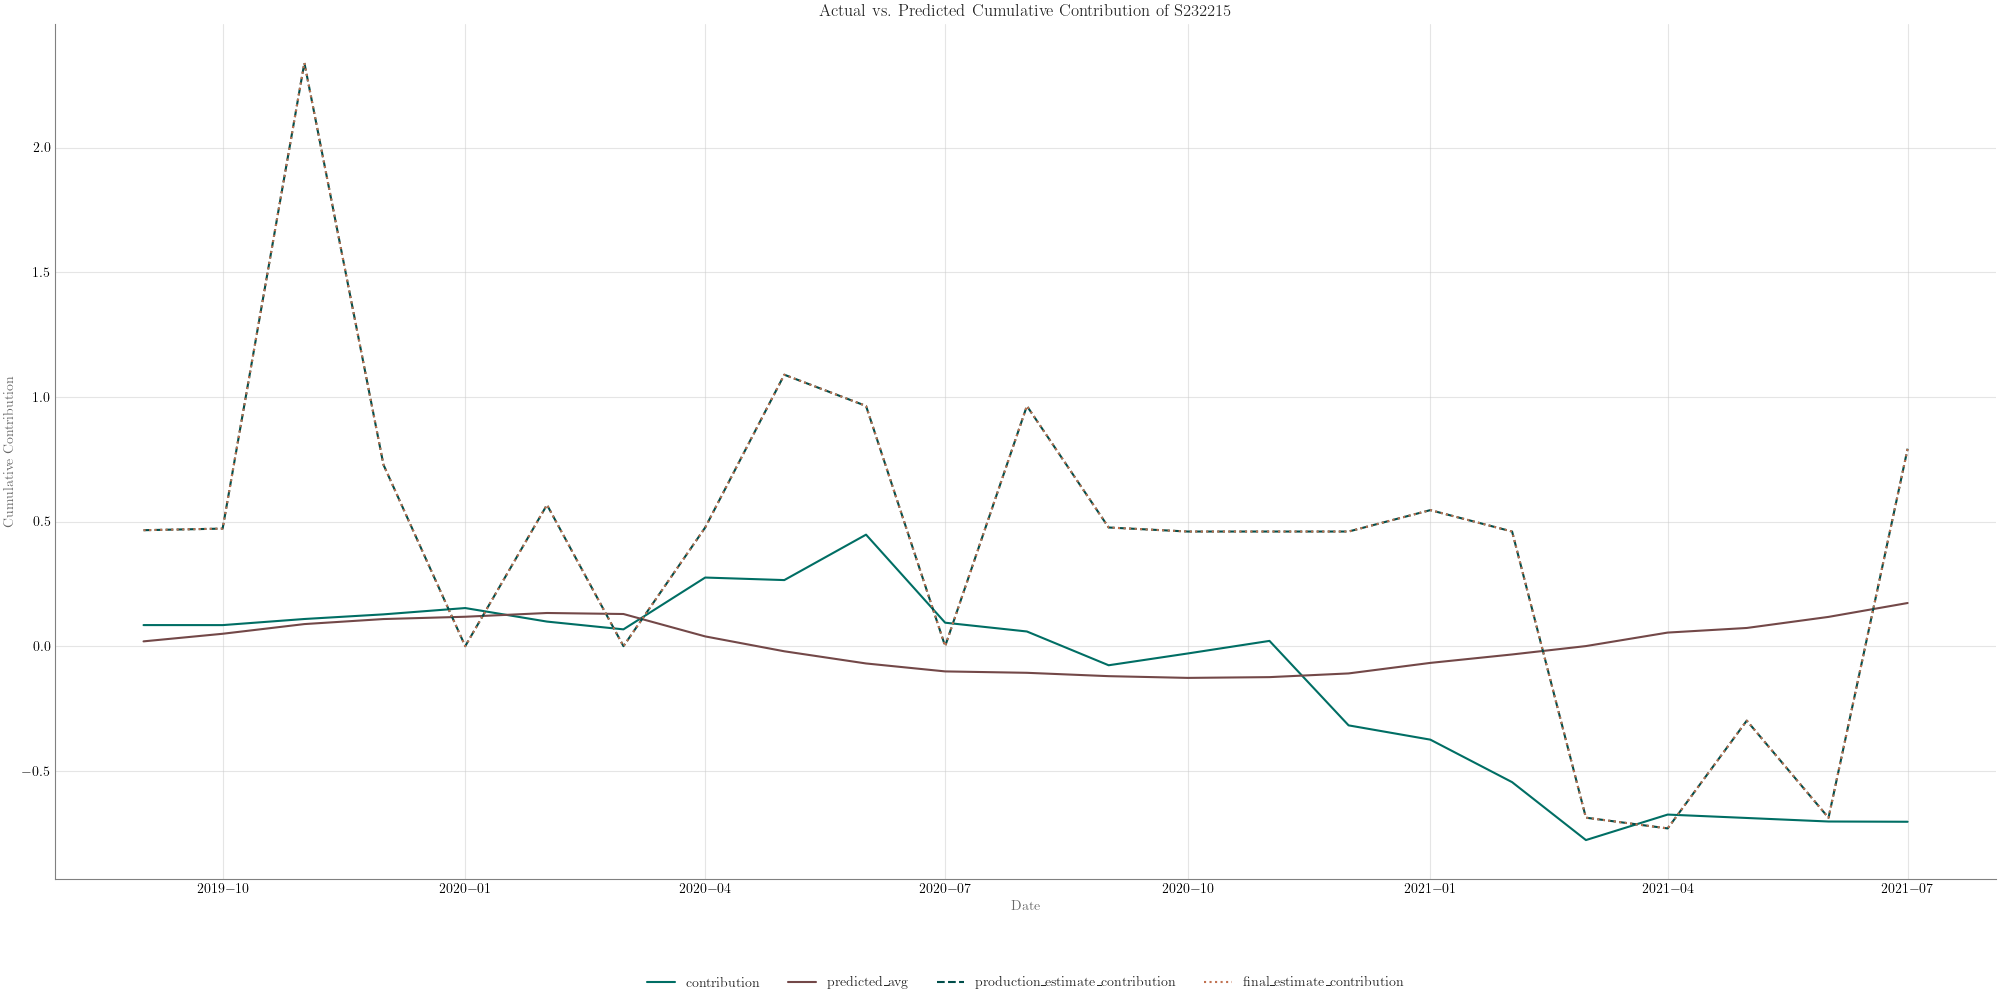 Actual vs. Predicted Cumulative Contribution of S232215
Cumulative Contribution
2.0
1.5
1.0
0.5
0.0
−0.5
2019−10 2020−01 2020−04 2020−07 2020−10 2021−01 2021−04 2021−07
Date
contribution predicted_avg production_estimate_contribution final_estimate_contribution